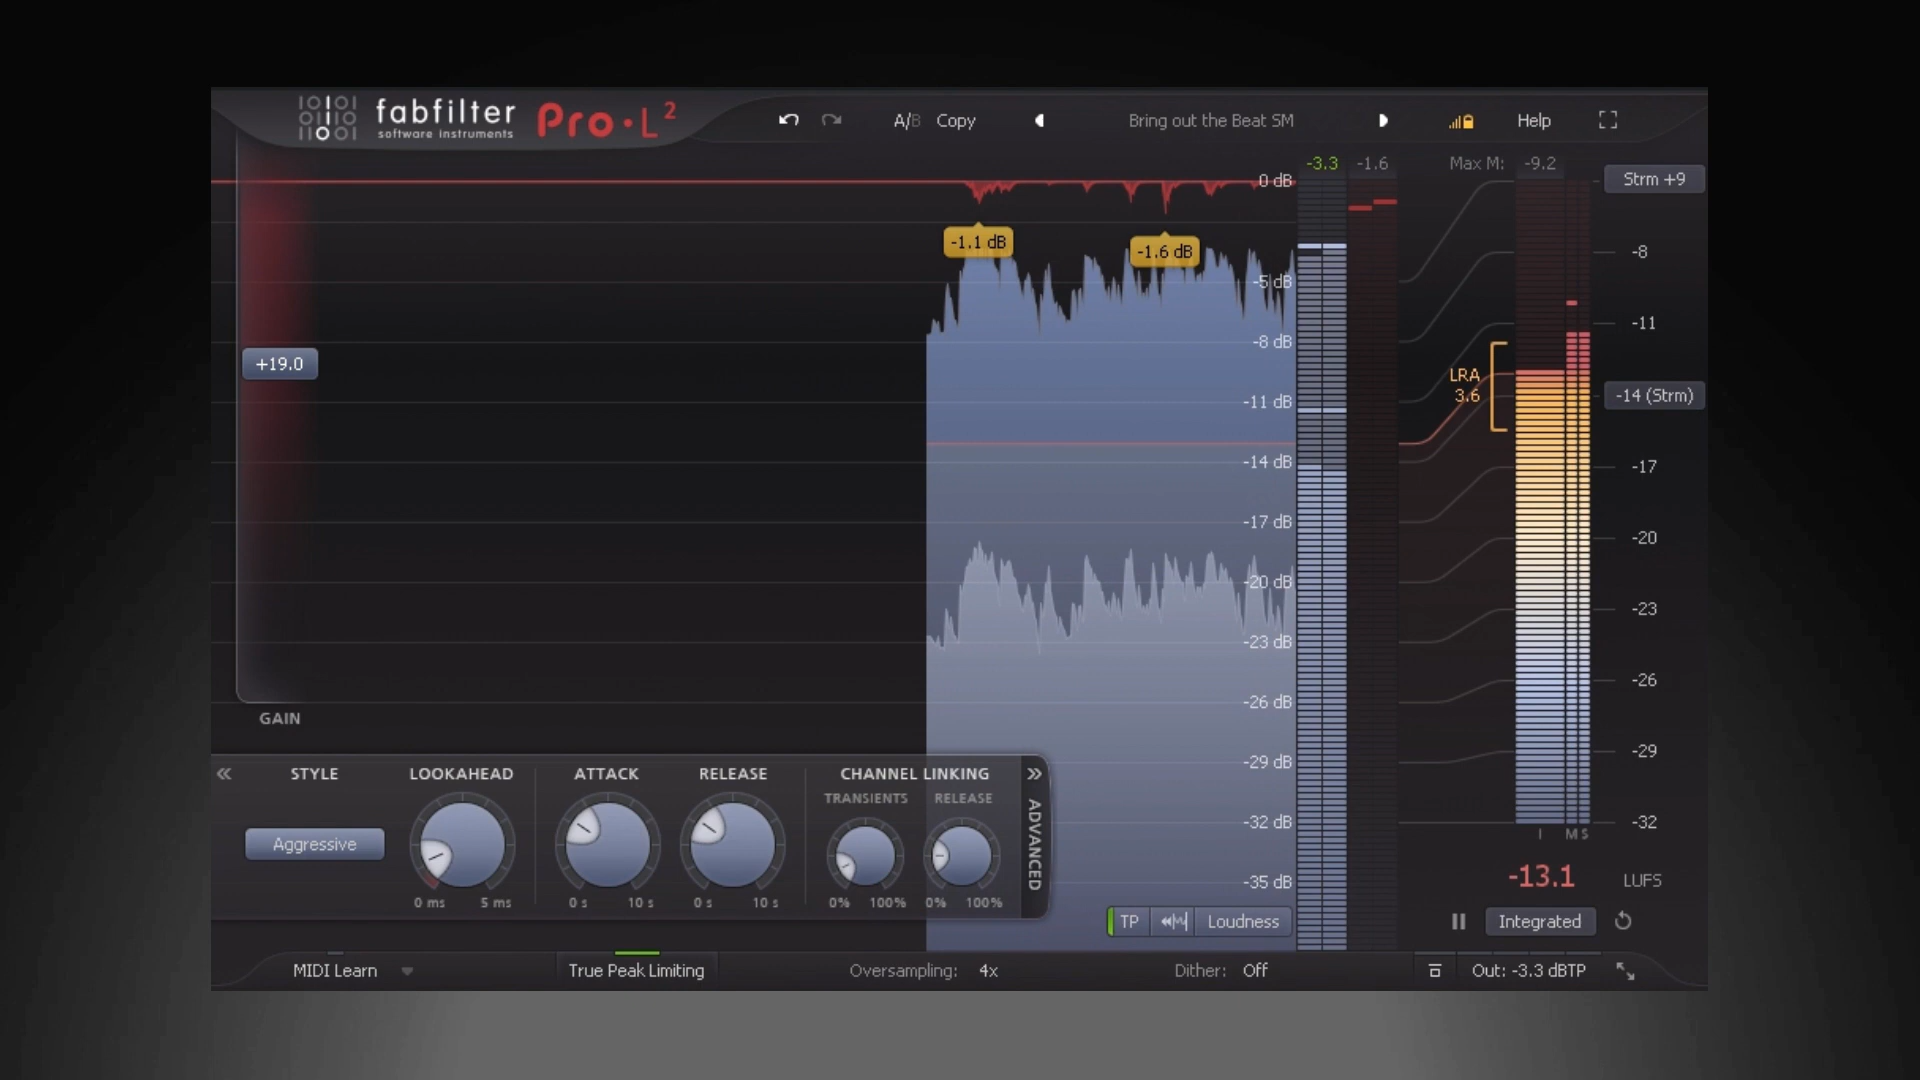 fabfilter
software instruments
Pro·L²
A/B
Copy
Bring out the Beat SM
Help
-3.3
-1.6
Max M: -9.2
Strm +9
0 dB
-5 dB
-8 dB
-11 dB
-14 dB
-17 dB
-20 dB
-23 dB
-26 dB
-29 dB
-32 dB
-35 dB
-1.1 dB
-1.6 dB
+19.0
GAIN
LRA
3.6
-8
-11
-14 (Strm)
-17
-20
-23
-26
-29
-32
I M S
-13.1 LUFS
Integrated
STYLE
Aggressive
LOOKAHEAD
0 ms 5 ms
ATTACK
0 s 10 s
RELEASE
0 s 10 s
CHANNEL LINKING
TRANSIENTS RELEASE
0% 100% 0% 100%
ADVANCED
TP
Loudness
MIDI Learn
True Peak Limiting
Oversampling: 4x
Dither: Off
Out: -3.3 dBTP